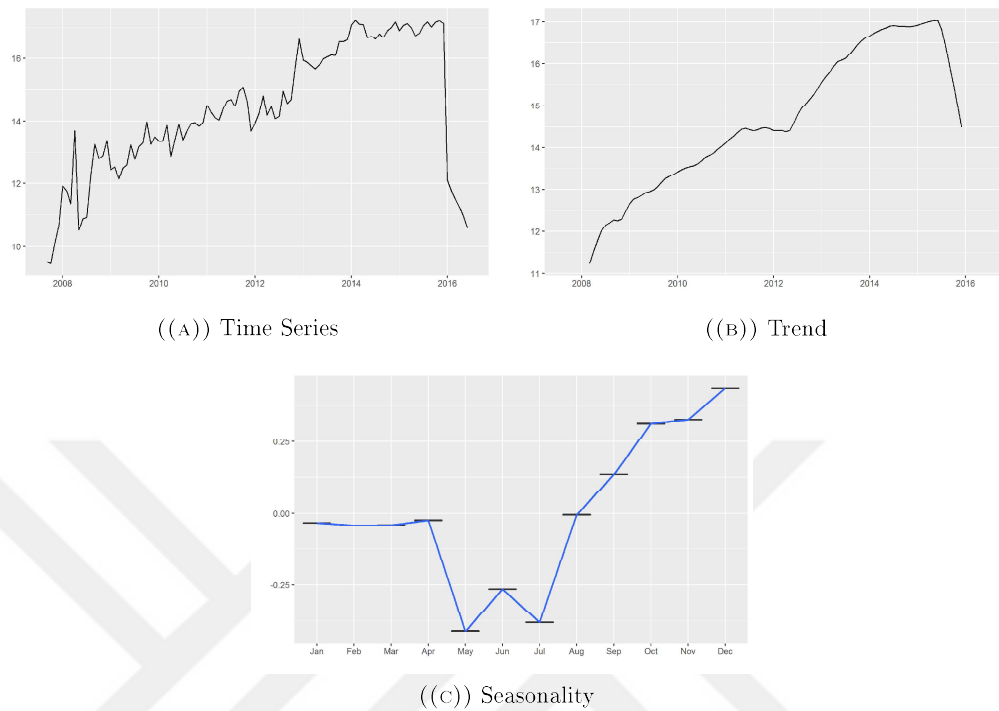 16
14
12
10
2008 2010 2012 2014 2016
((A)) Time Series
17
16
15
14
13
12
11
2008 2010 2012 2014 2016
((B)) Trend
0.25
0.00
-0.25
Jan Feb Mar Apr May Jun Jul Aug Sep Oct Nov Dec
((C)) Seasonality